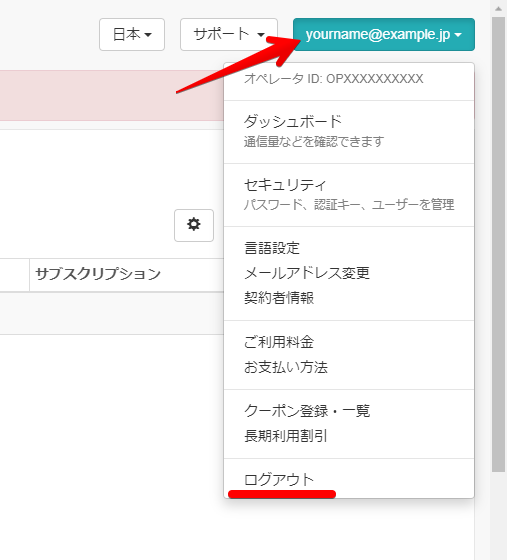 日本 サポート yourname@example.jp
オペレータ ID: OPXXXXXXXXXX
ダッシュボード
通信量などを確認できます
セキュリティ
パスワード、認証キー、ユーザーを管理
言語設定
サブスクリプション
メールアドレス変更
契約者情報
ご利用料金
お支払い方法
クーポン登録・一覧
長期利用割引
ログアウト